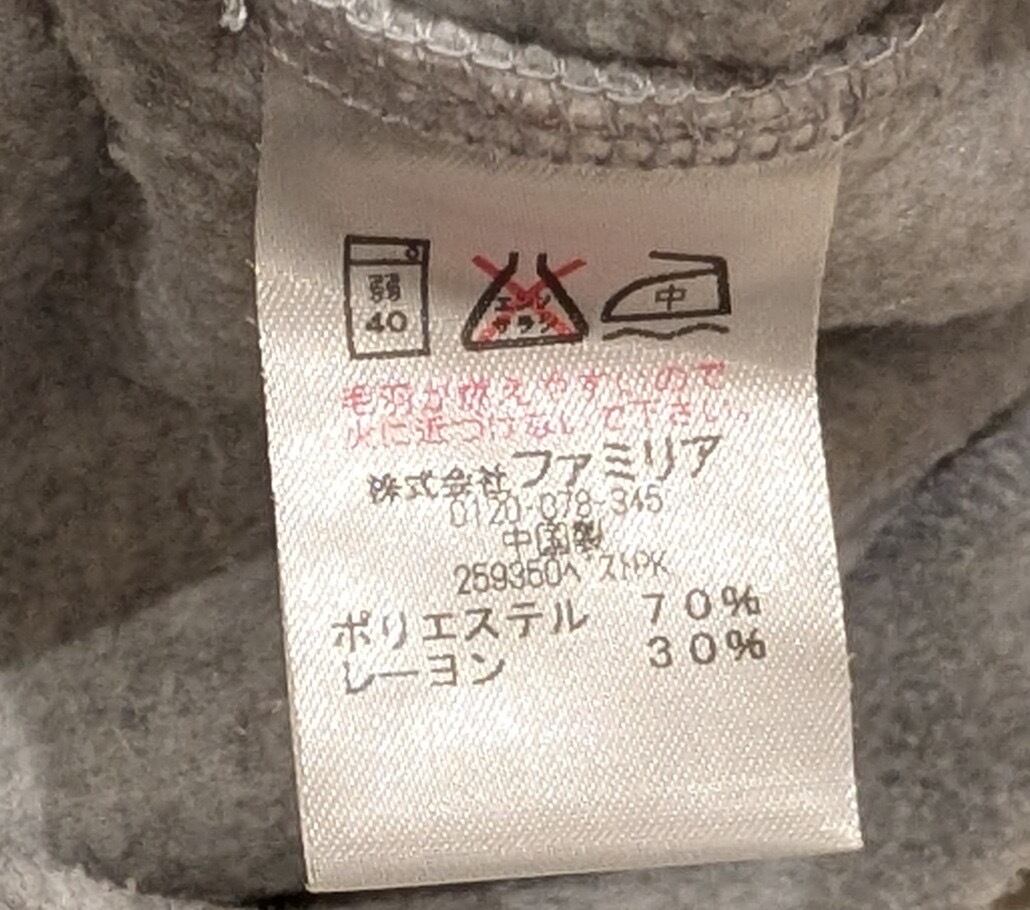 弱
40
エンソ
サラシ
中
毛羽が燃えやすいので
火に近づけないで下さい。
株式会社ファミリア
0120-078-345
中国製
259350ベストPK
ポリエステル 70%
レーヨン 30%